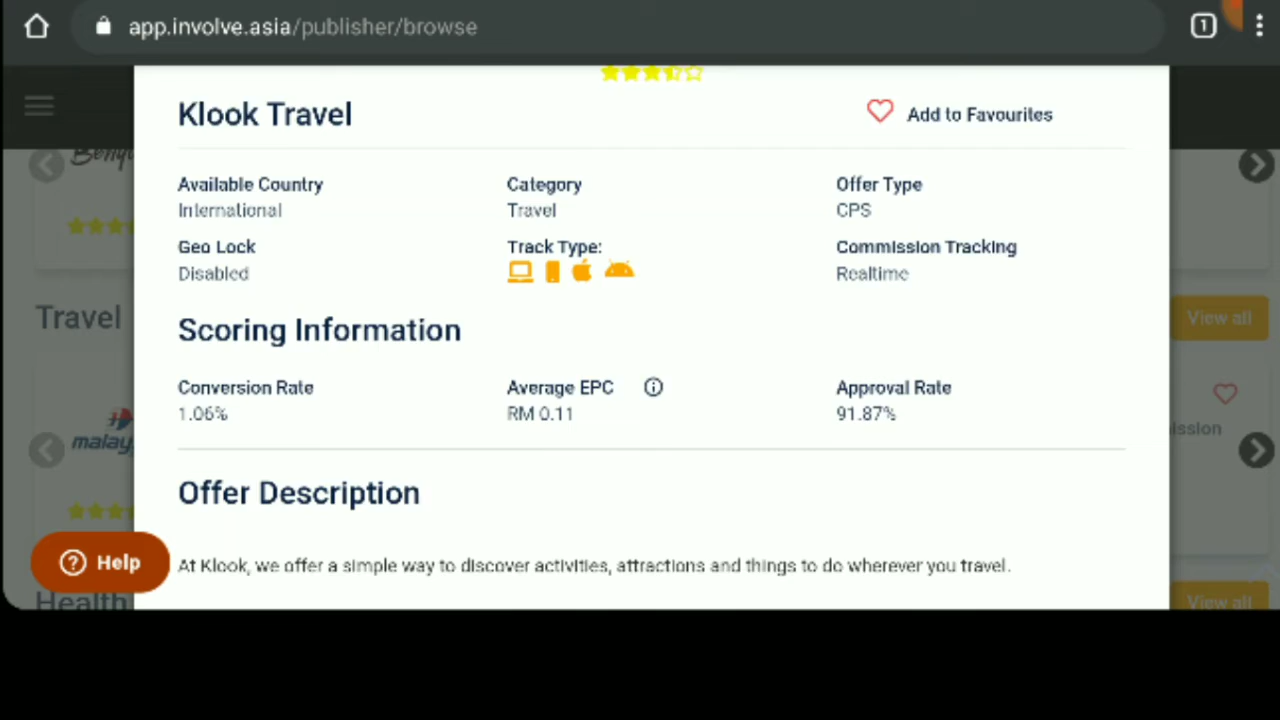 app.involve.asia/publisher/browse
1
Klook Travel
Add to Favourites
Available Country
Category
Offer Type
International
Travel
CPS
Geo Lock
Track Type:
Commission Tracking
Disabled
Realtime
Travel
View all
Scoring Information
Conversion Rate
Average EPC
Approval Rate
1.06%
RM 0.11
91.87%
malay
Offer Description
Help
At Klook, we offer a simple way to discover activities, attractions and things to do wherever you travel.
Health
View all